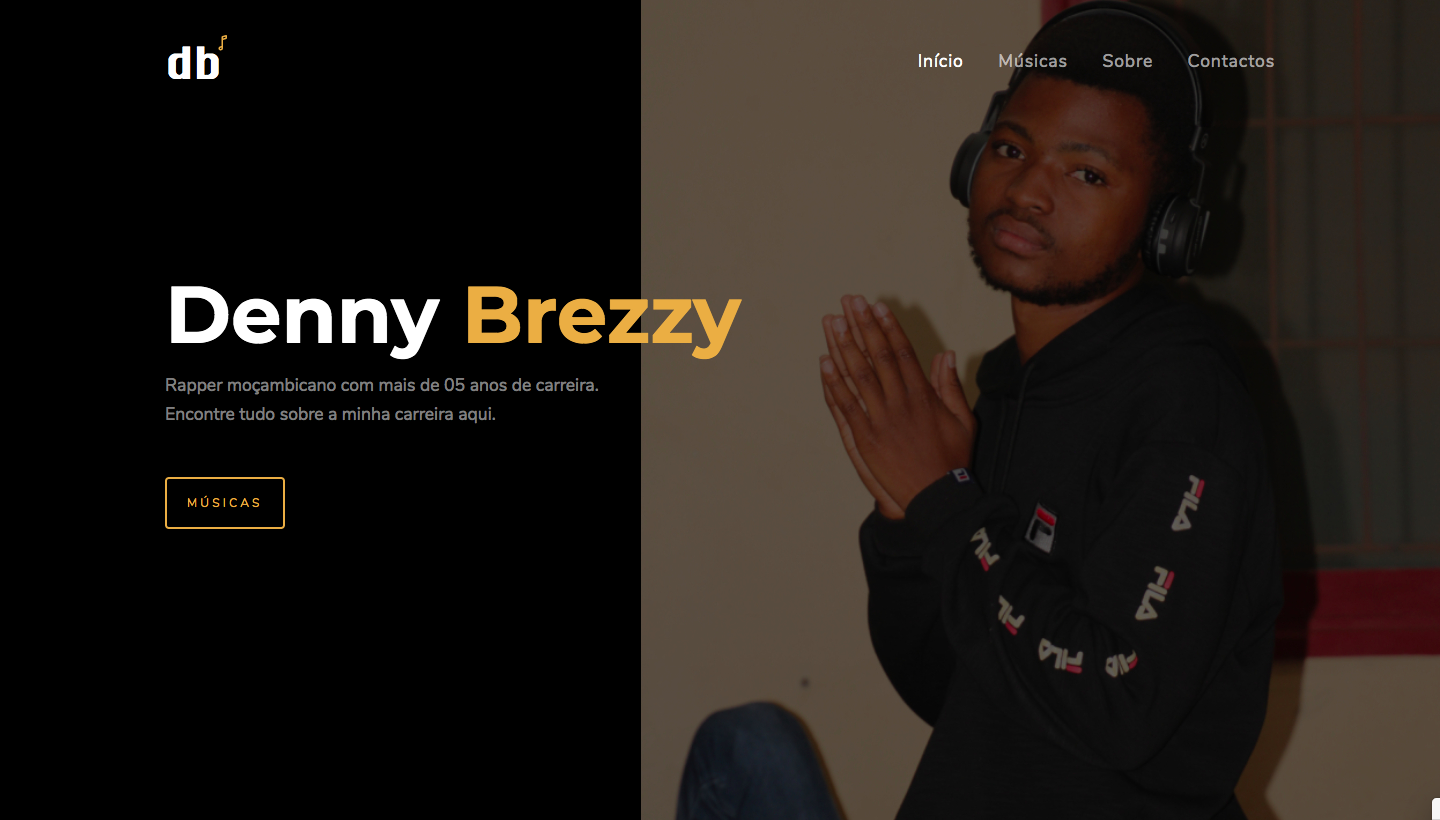 db
Início Músicas Sobre Contactos
Denny Brezzy
Rapper moçambicano com mais de 05 anos de carreira.
Encontre tudo sobre a minha carreira aqui.
MÚSICAS
FILA
FILA
FILA
FILA
FILA
FILA